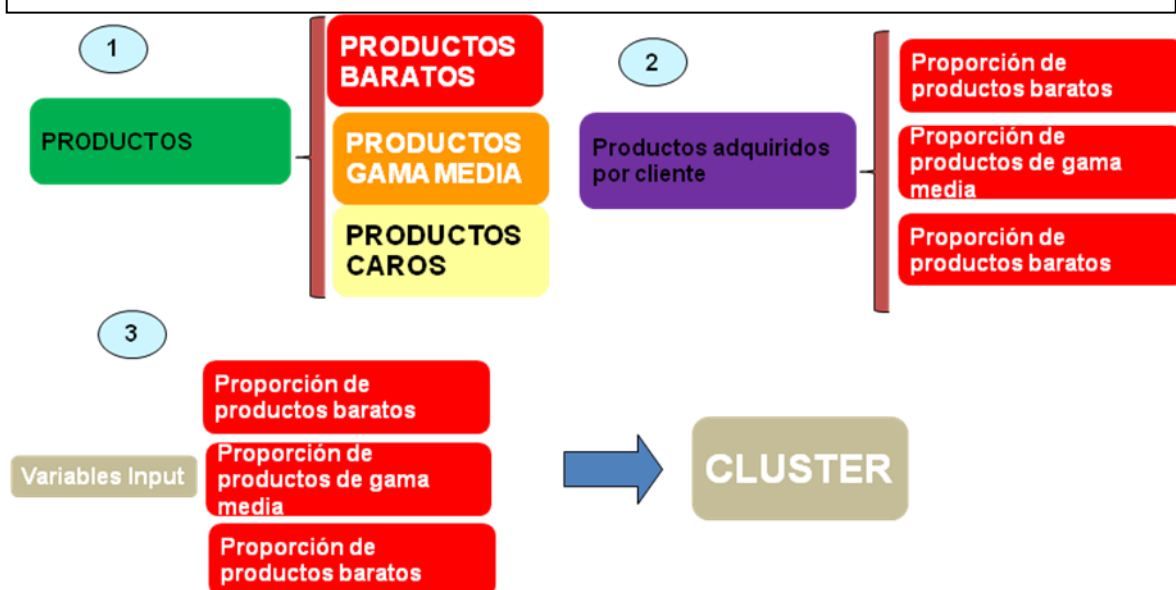 1
PRODUCTOS
PRODUCTOS
BARATOS
PRODUCTOS
GAMA MEDIA
PRODUCTOS
CAROS
2
Productos adquiridos
por cliente
Proporción de
productos baratos
Proporción de
productos de gama
media
Proporción de
productos baratos
3
Variables Input
Proporción de
productos baratos
Proporción de
productos de gama
media
Proporción de
productos baratos
CLUSTER